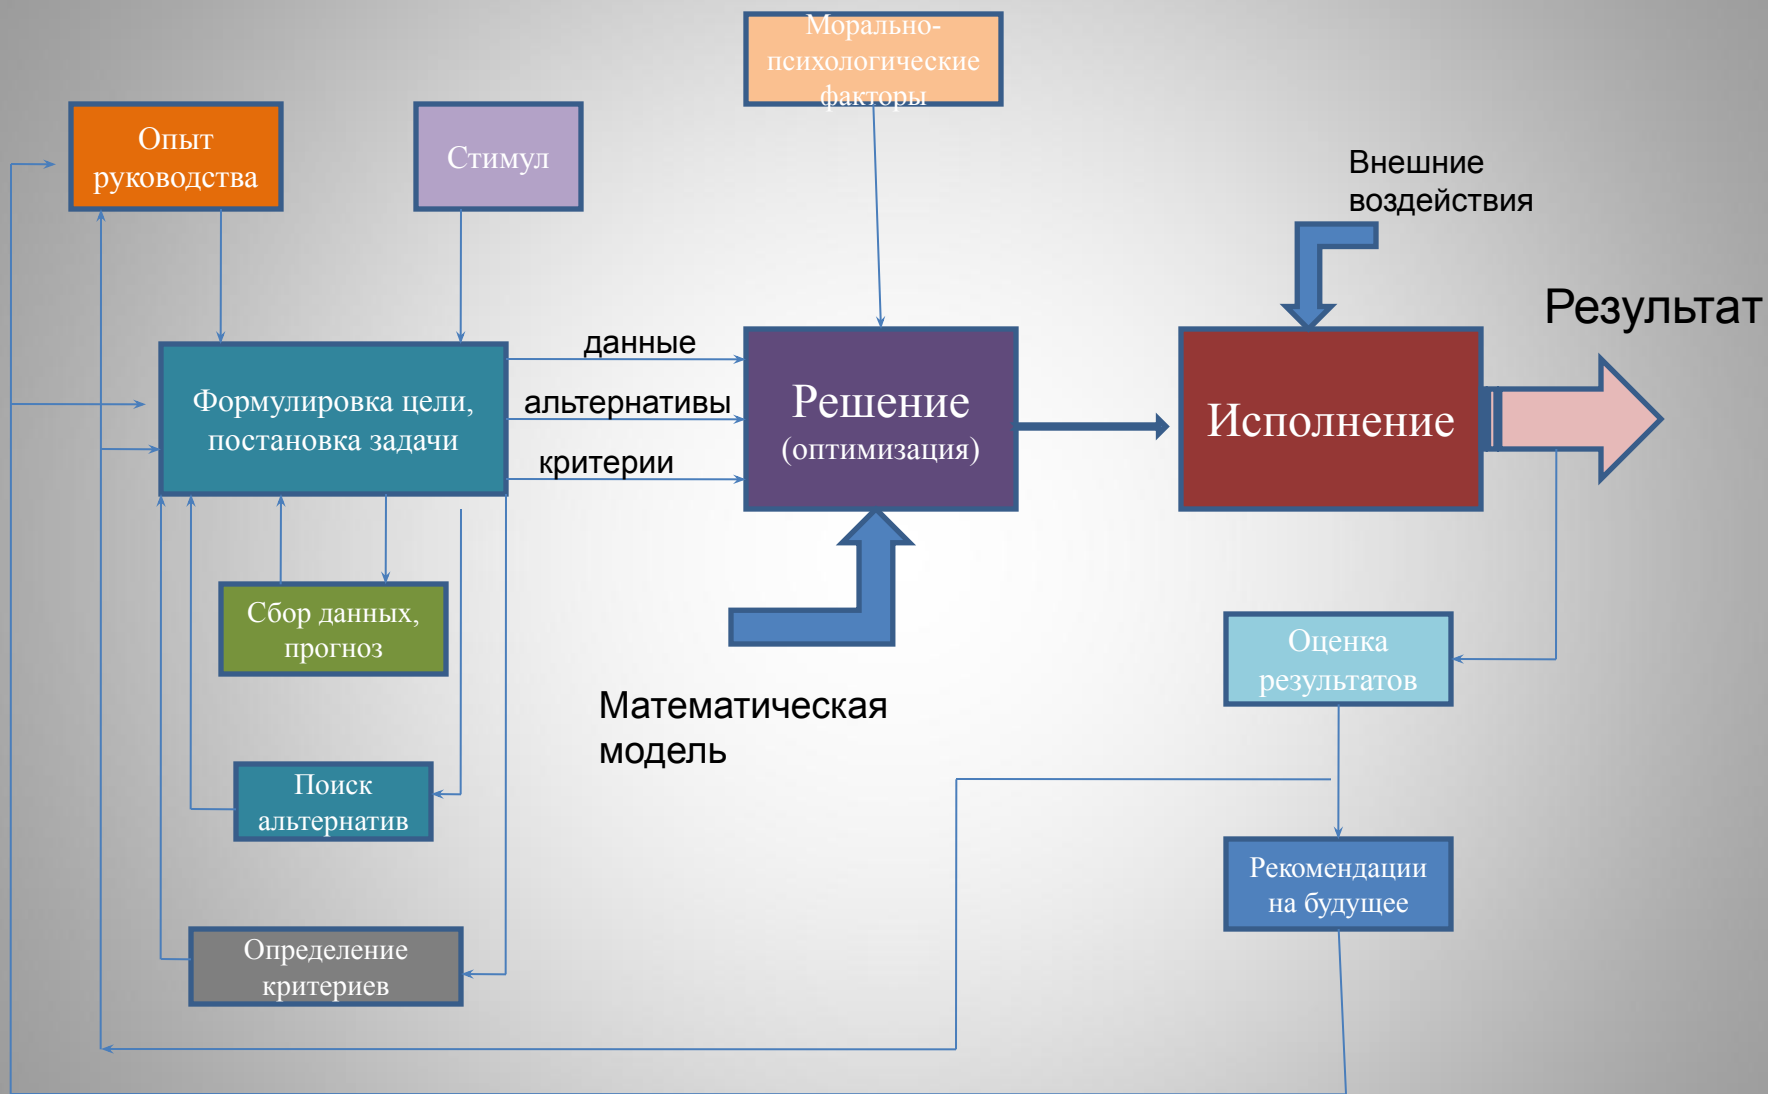 Морально-
психологические
факторы
Опыт
руководства
Стимул
Внешние
воздействия
Результат
Формулировка цели,
постановка задачи
данные
альтернативы
критерии
Решение
(оптимизация)
Исполнение
Сбор данных,
прогноз
Математическая
модель
Оценка
результатов
Поиск
альтернатив
Рекомендации
на будущее
Определение
критериев